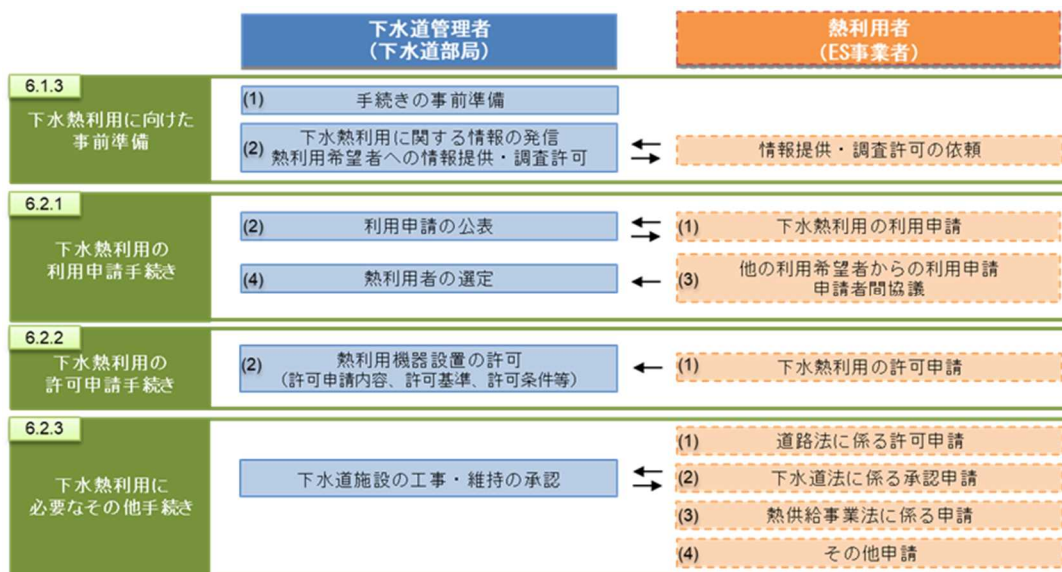 下水道管理者
（下水道部局）
熱利用者
（ES事業者）
6.1.3
下水熱利用に向けた
事前準備
(1) 手続きの事前準備
(2) 下水熱利用に関する情報の発信
熱利用希望者への情報提供・調査許可
情報提供・調査許可の依頼
6.2.1
下水熱利用の
利用申請手続き
(2) 利用申請の公表
(1) 下水熱利用の利用申請
(4) 熱利用者の選定
(3) 他の利用希望者からの利用申請
申請者間協議
6.2.2
下水熱利用の
許可申請手続き
(2) 熱利用機器設置の許可
（許可申請内容、許可基準、許可条件等）
(1) 下水熱利用の許可申請
6.2.3
下水熱利用に
必要なその他手続き
下水道施設の工事・維持の承認
(1) 道路法に係る許可申請
(2) 下水道法に係る承認申請
(3) 熱供給事業法に係る申請
(4) その他申請